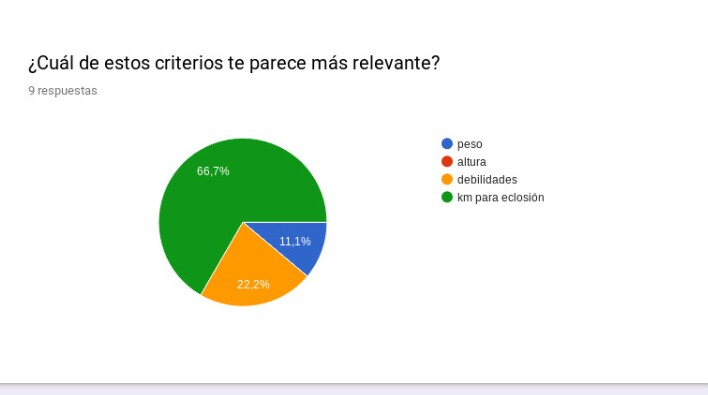 ¿Cuál de estos criterios te parece más relevante?
9 respuestas
66,7%
11,1%
22,2%
peso
altura
debilidades
km para eclosión